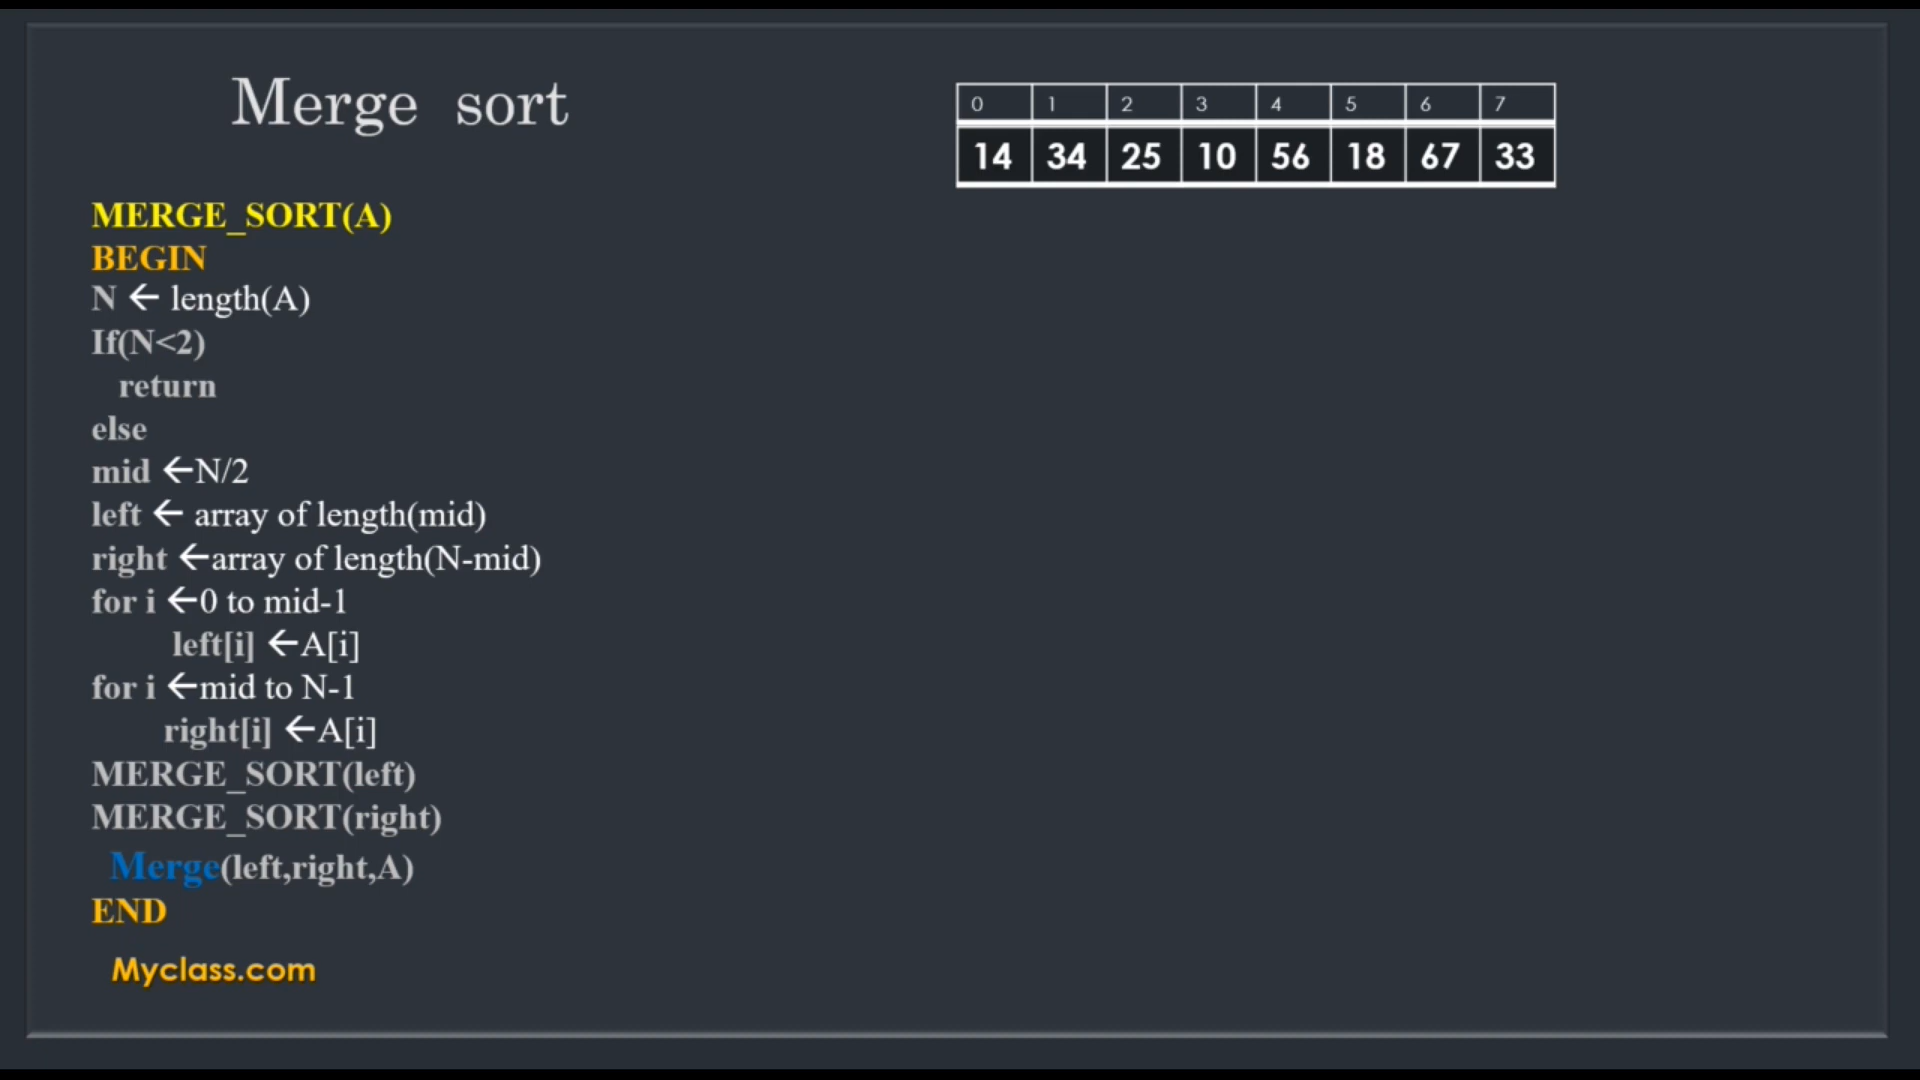 Merge sort
0 1 2 3 4 5 6 7
14 34 25 10 56 18 67 33
MERGE_SORT(A)
BEGIN
N ← length(A)
If(N<2)
return
else
mid ←N/2
left ← array of length(mid)
right ←array of length(N-mid)
for i ←0 to mid-1
left[i] ←A[i]
for i ←mid to N-1
right[i] ←A[i]
MERGE_SORT(left)
MERGE_SORT(right)
Merge(left,right,A)
END
Myclass.com